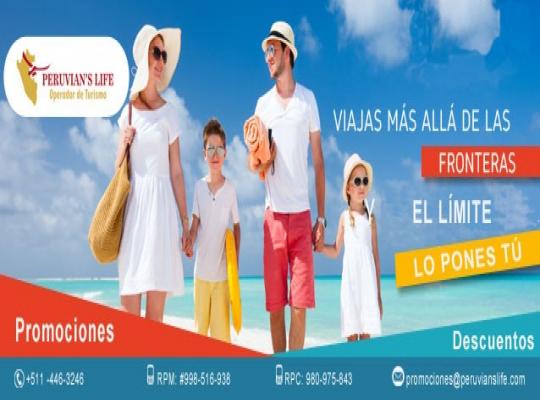 PERUVIAN'S LIFE
Operador de Turismo
VIAJAS MÁS ALLÁ DE LAS
FRONTERAS
Y EL LÍMITE
LO PONES TÚ
Promociones
Descuentos
+511 -446-3246
RPM: #998-516-938
RPC: 980-975-843
promociones@peruvianslife.com